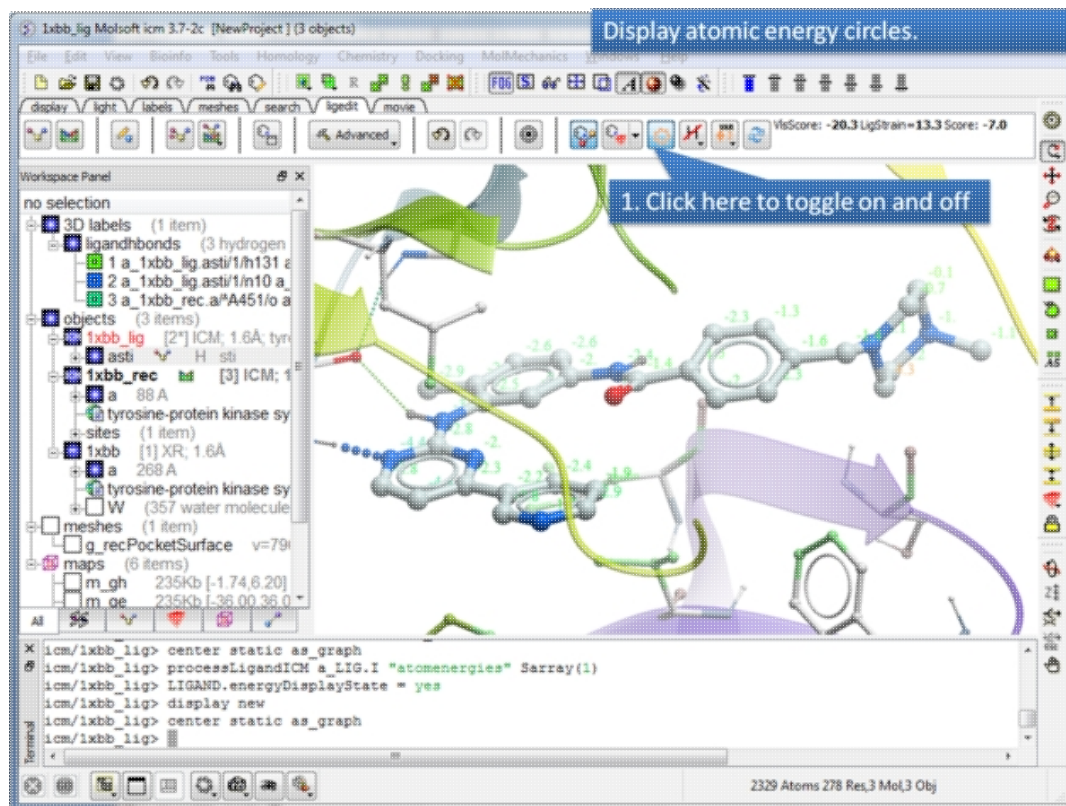 1xbb_lig Molsoft icm 3.7-2c [NewProject ] (3 objects)
Display atomic energy circles.
File Edit View Bioinfo Tools Homology Chemistry Docking MolMechanics Windows Help
display light labels meshes search ligedit movie
Advanced
VlsScore: -20.3 LigStrain=13.3 Score: -7.0
1. Click here to toggle on and off
Workspace Panel
no selection
3D labels (1 item)
ligandhbonds (3 hydrogen
1 a_1xbb_lig.asti/1/h131 a
2 a_1xbb_lig.asti/1/n10 a_
3 a_1xbb_rec.a/^A451/o a
objects (3 items)
1xbb_lig [2*] ICM; 1.6Å; tyr
asti H sti
1xbb_rec [3] ICM; 1
a 88 A
tyrosine-protein kinase sy
sites (1 item)
1xbb [1] XR; 1.6Å
a 268 A
tyrosine-protein kinase sy
W (357 water molecule
meshes (1 item)
g_recPocketSurface v=79
maps (6 items)
m_gh 235Kb [-1.74,6.20]
m_ge 235Kb [-36.00,36.0
All
icm/1xbb_lig> center static as_graph
icm/1xbb_lig> processLigandICM a_LIG.I "atomenergies" Sarray(1)
icm/1xbb_lig> LIGAND.energyDisplayState = yes
icm/1xbb_lig> display new
icm/1xbb_lig> center static as_graph
icm/1xbb_lig>
Terminal
2329 Atoms 278 Res,3 Mol,3 Obj